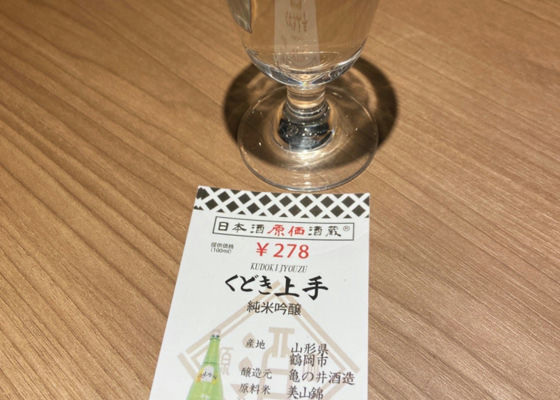 日本酒原価酒蔵®
提供価格
(100ml)
¥278
KUDOKI JYOUZU
くどき上手
純米吟醸
産地 山形県
鶴岡市
醸造元 亀の井酒造
原料米 美山錦